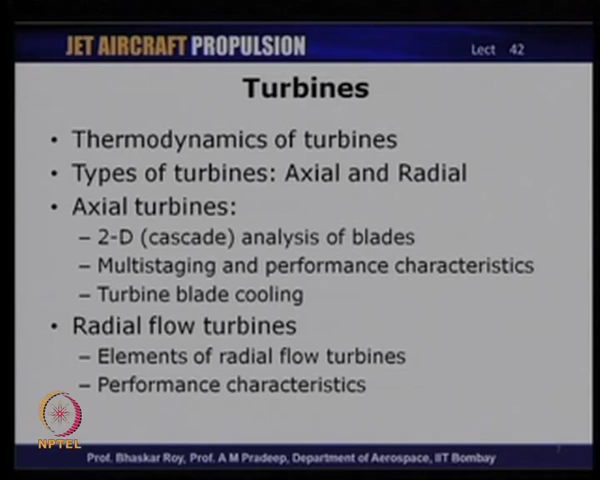 JET AIRCRAFT PROPULSION Lect 42
Turbines
• Thermodynamics of turbines
• Types of turbines: Axial and Radial
• Axial turbines:
– 2-D (cascade) analysis of blades
– Multistaging and performance characteristics
– Turbine blade cooling
• Radial flow turbines
– Elements of radial flow turbines
– Performance characteristics
NPTEL
Prof. Bhaskar Roy, Prof. A M Pradeep, Department of Aerospace, IIT Bombay